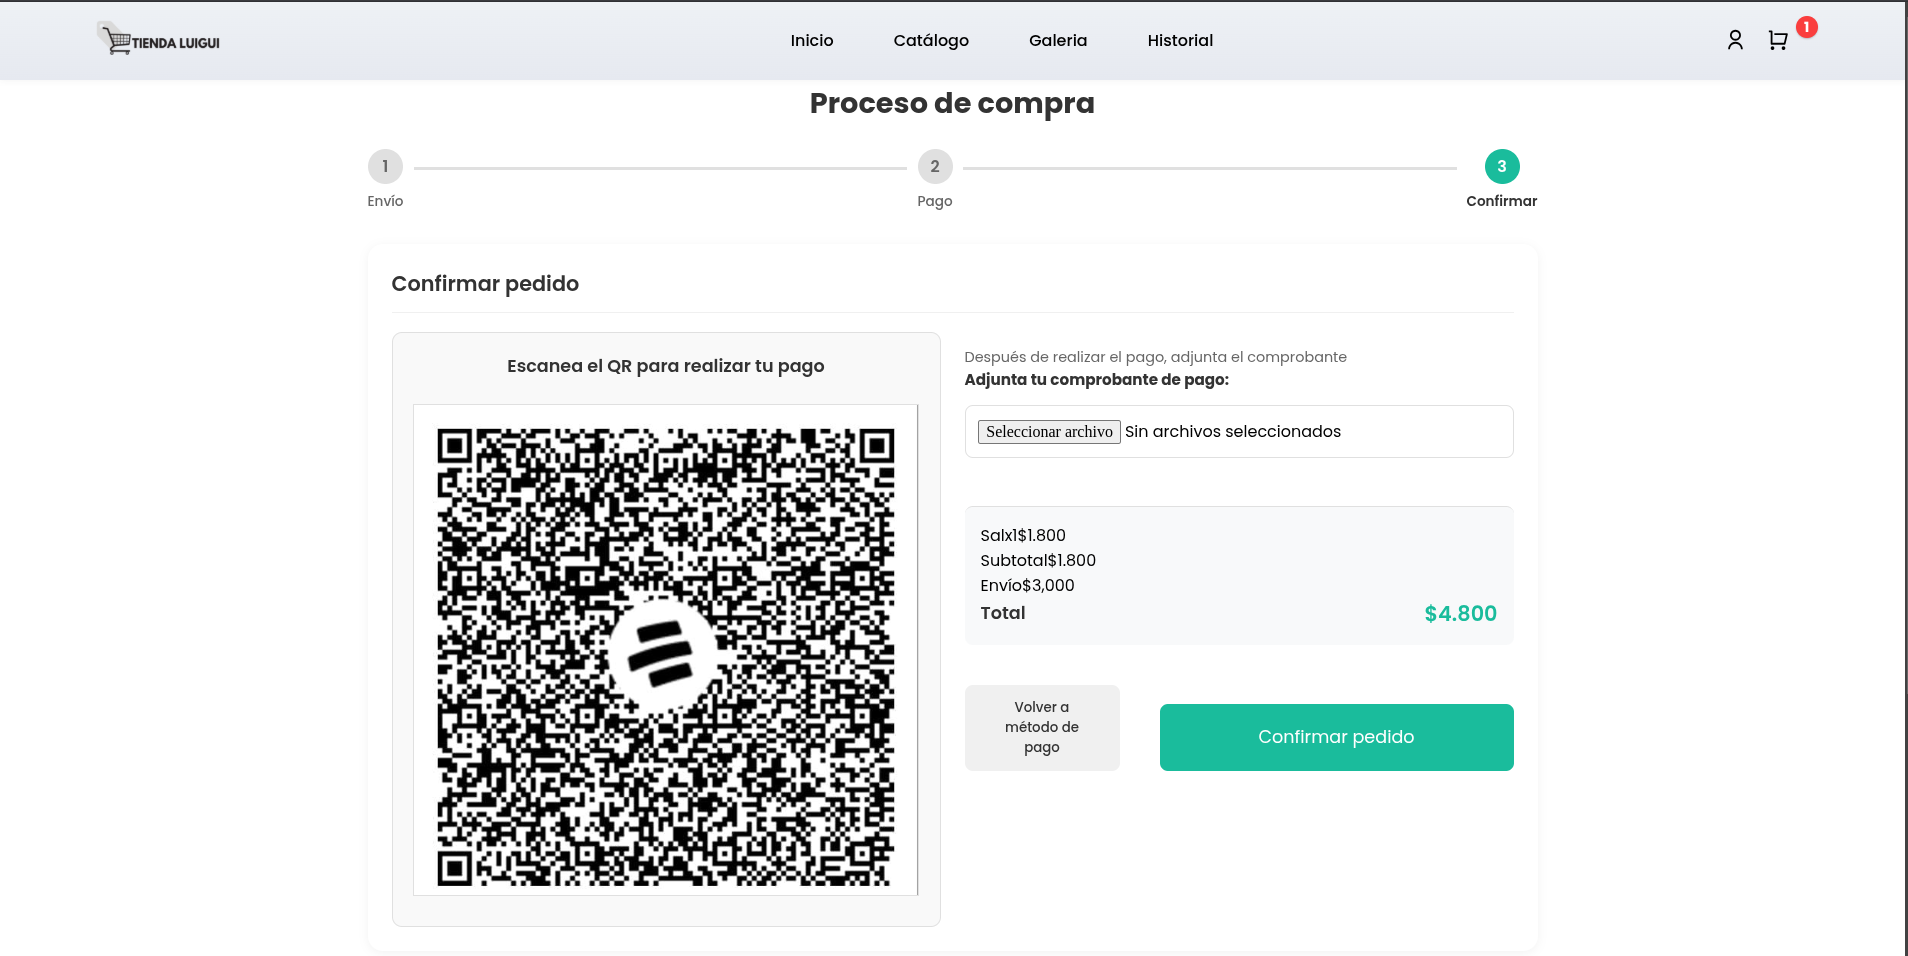 TIENDA LUIGUI
Inicio
Catálogo
Galeria
Historial
1
Proceso de compra
1
2
3
Envío
Pago
Confirmar
Confirmar pedido
Escanea el QR para realizar tu pago
Después de realizar el pago, adjunta el comprobante
Adjunta tu comprobante de pago:
Seleccionar archivo Sin archivos seleccionados
Salx1$1.800
Subtotal$1.800
Envío$3,000
Total $4.800
Volver a
método de
pago
Confirmar pedido